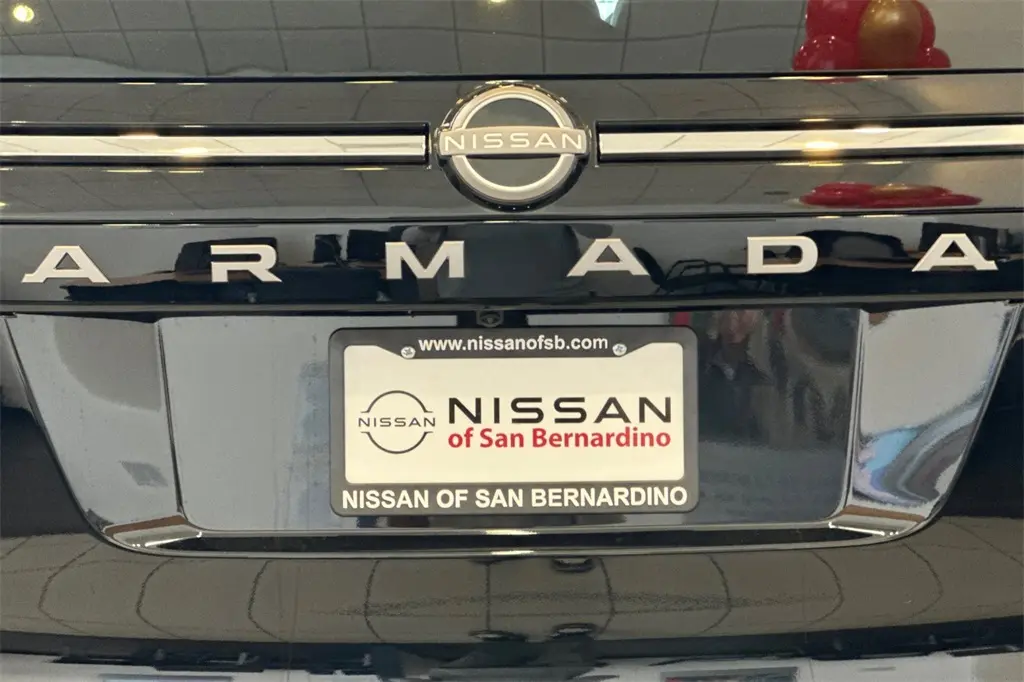 NISSAN
ARMADA
www.nissanofsb.com
NISSAN
NISSAN
of San Bernardino
NISSAN OF SAN BERNARDINO